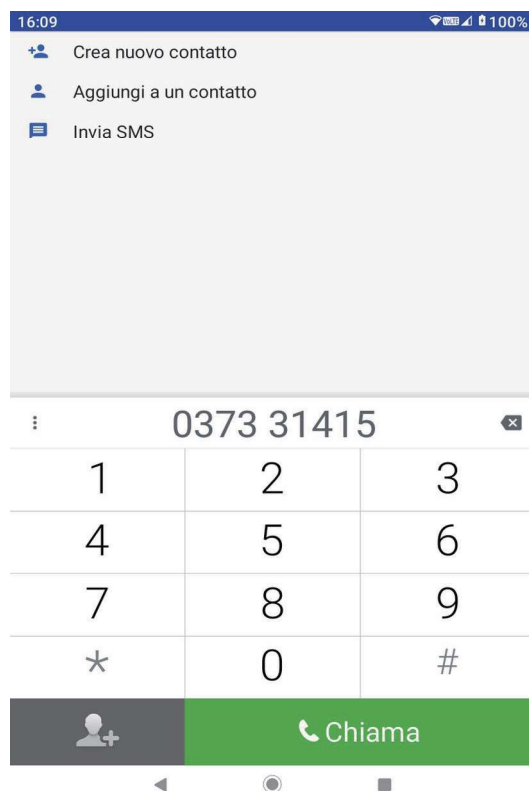 16:09 VoLTE 100%
Crea nuovo contatto
Aggiungi a un contatto
Invia SMS
0373 31415
1 2 3
4 5 6
7 8 9
* 0 #
Chiama